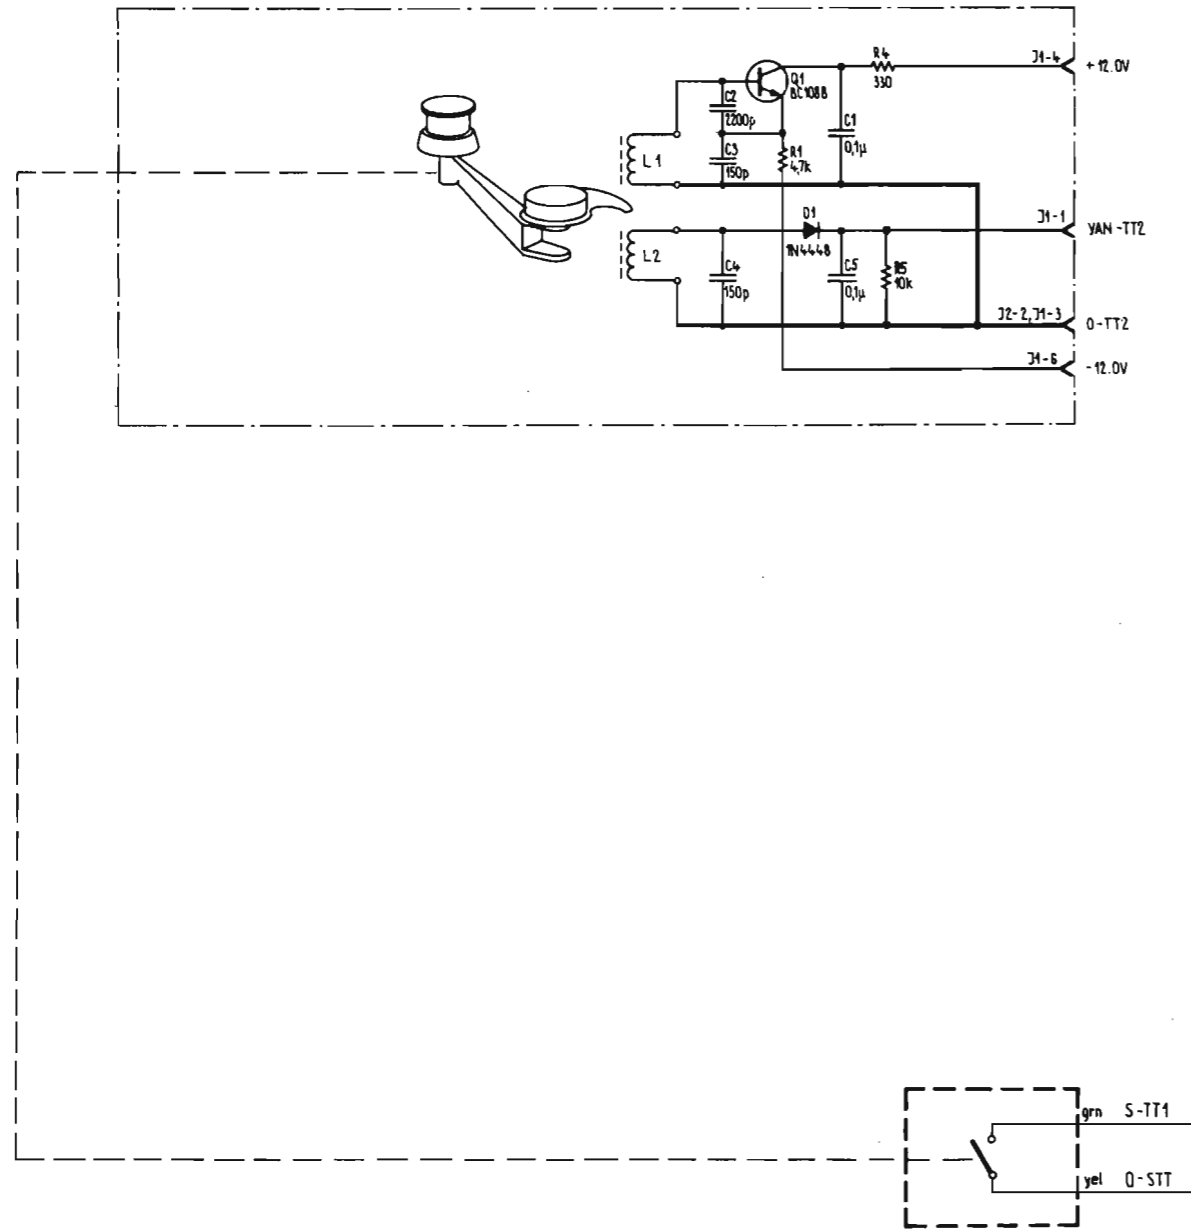 R4
330
J1-4
+12.0V
Q1
BC108B
C2
2200p
C1
0,1µ
L1
C3
150p
R1
4,7k
D1
1N4448
J1-1
YAN-TT2
L2
C4
150p
C5
0,1µ
R5
10k
J2-2,J1-3
0-TT2
J1-6
-12.0V
grn S-TT1
yel 0-STT